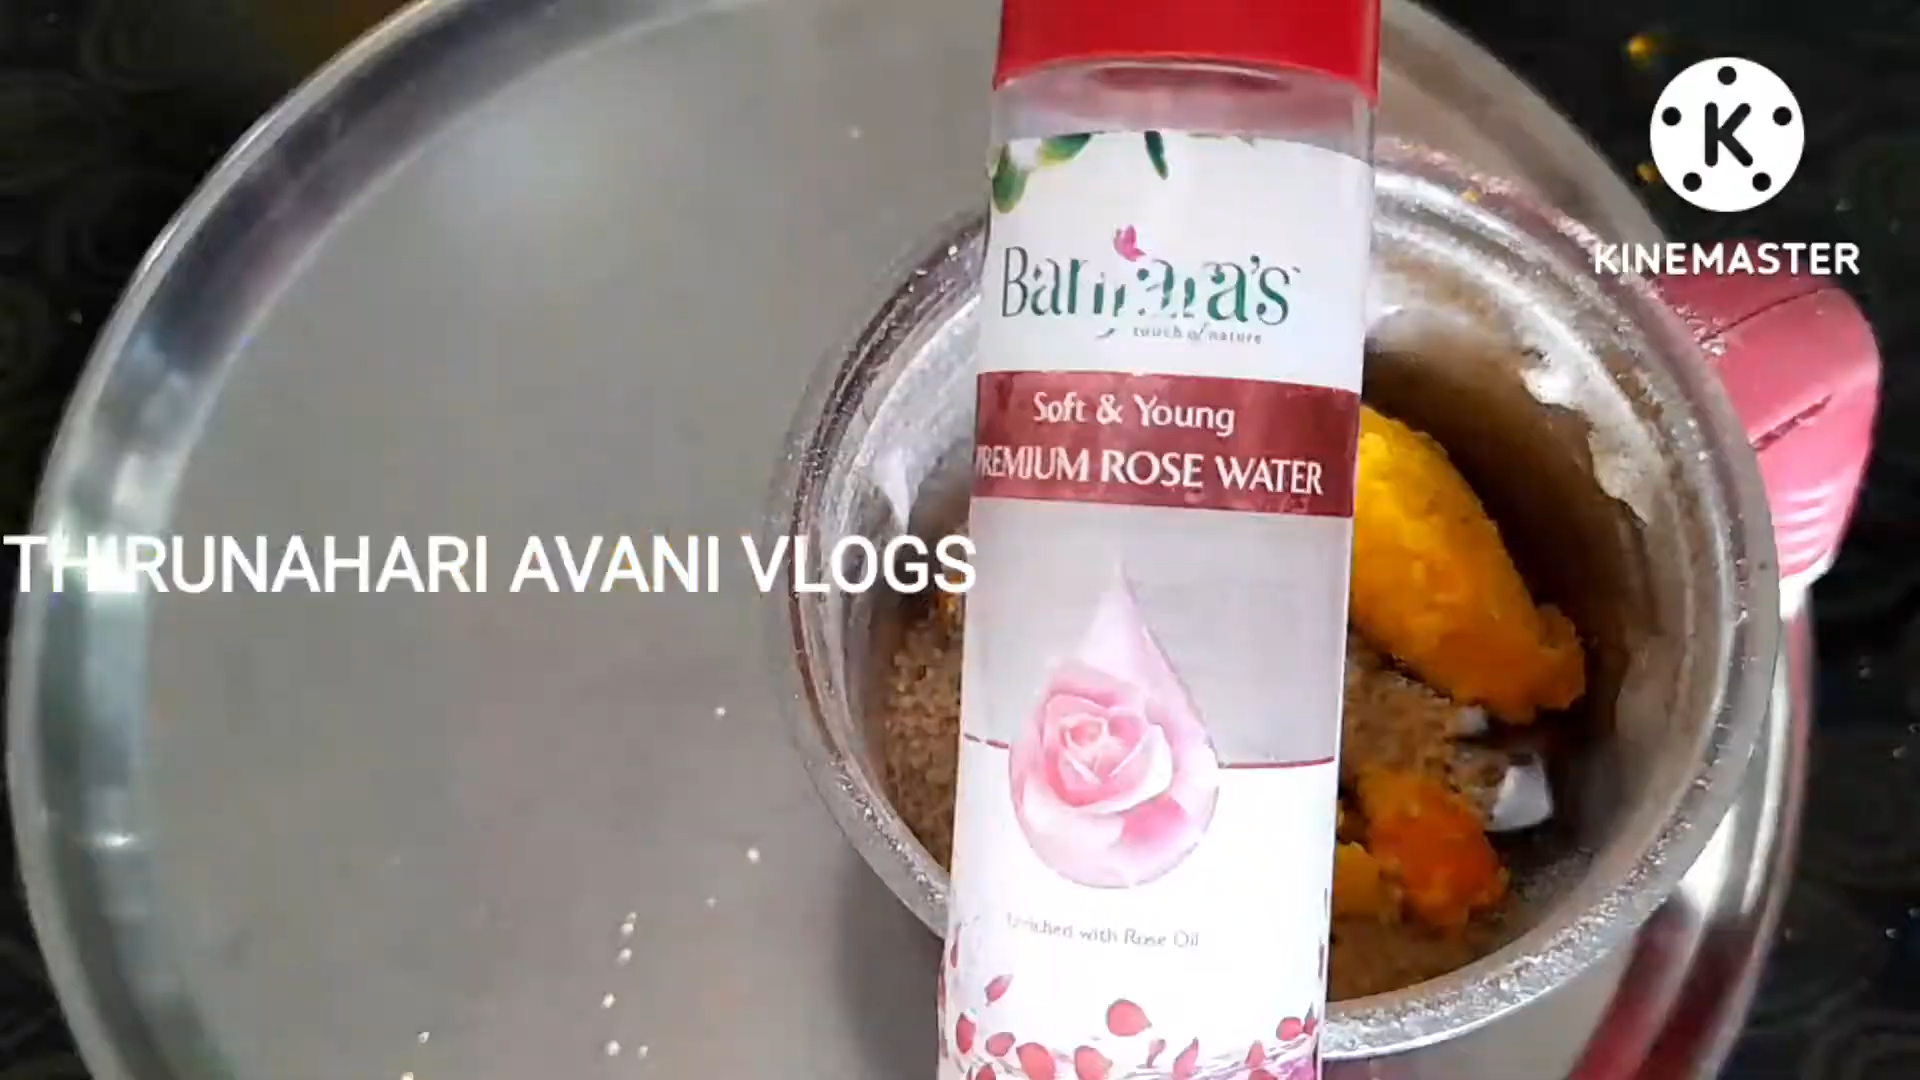 K
KINEMASTER
Banjara's
touch of nature
Soft & Young
PREMIUM ROSE WATER
THIRUNAHARI AVANI VLOGS
Enriched with Rose Oil